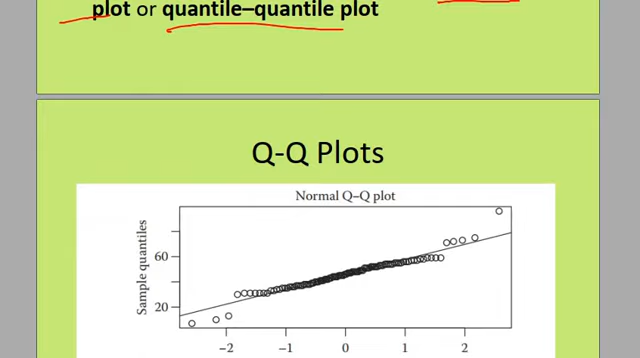 plot or quantile–quantile plot
Q-Q Plots
Normal Q–Q plot
Sample quantiles
60
20
−2 −1 0 1 2